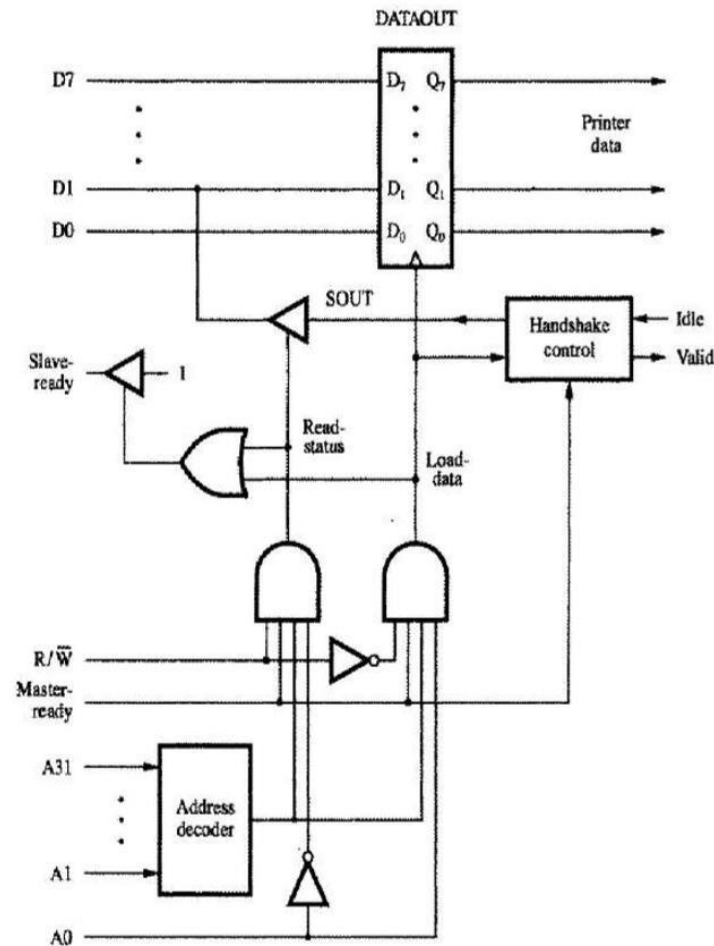 DATAOUT
D7
D₇ Q₇
Printer
data
D1
D₁ Q₁
D0
D₀ Q₀
SOUT
Handshake
control
Idle
Valid
Slave-
ready
1
Read-
status
Load-
data
R/W̅
Master-
ready
A31
Address
decoder
A1
A0